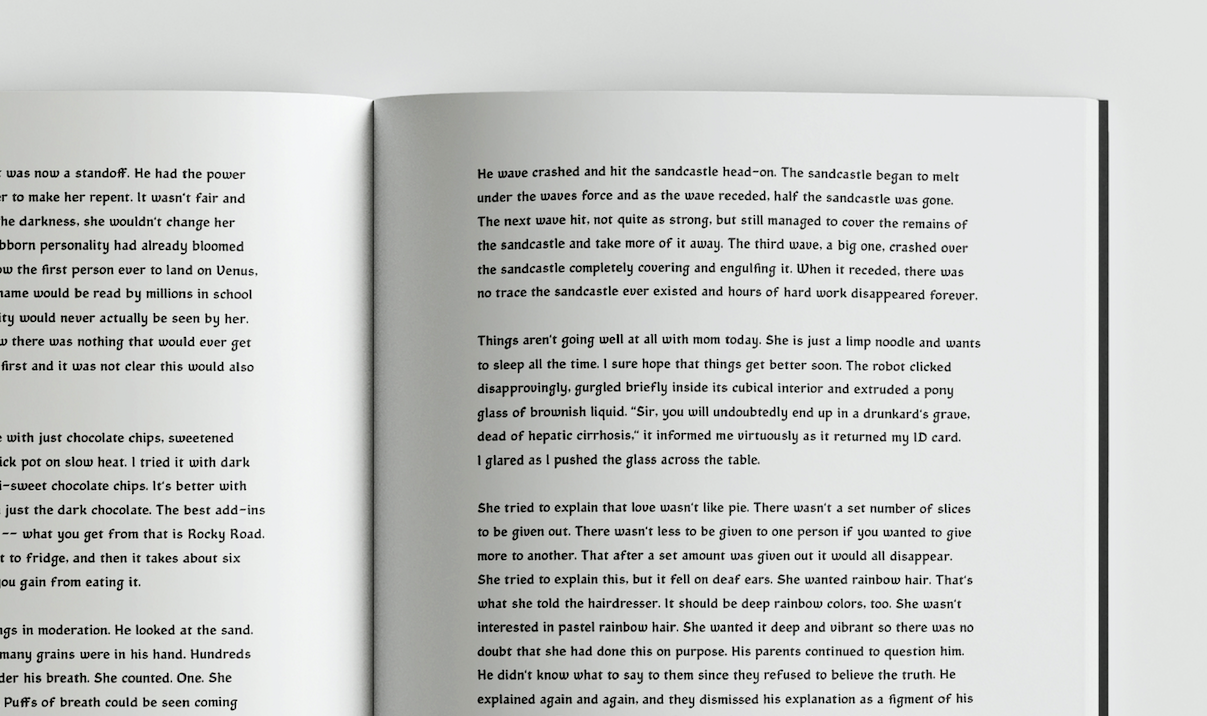 was now a standoff. He had the power
to make her repent. It wasn't fair and
the darkness, she wouldn't change her
personality had already bloomed
the first person ever to land on Venus,
would be read by millions in school
would never actually be seen by her.
there was nothing that would ever get
first and it was not clear this would also
with just chocolate chips, sweetened
pot on slow heat. I tried it with dark
-sweet chocolate chips. It's better with
just the dark chocolate. The best add-ins
-- what you get from that is Rocky Road.
to fridge, and then it takes about six
you gain from eating it.
in moderation. He looked at the sand.
many grains were in his hand. Hundreds
his breath. She counted. One. She
Puffs of breath could be seen coming
He wave crashed and hit the sandcastle head-on. The sandcastle began to melt
under the waves force and as the wave receded, half the sandcastle was gone.
The next wave hit, not quite as strong, but still managed to cover the remains of
the sandcastle and take more of it away. The third wave, a big one, crashed over
the sandcastle completely covering and engulfing it. When it receded, there was
no trace the sandcastle ever existed and hours of hard work disappeared forever.
Things aren't going well at all with mom today. She is just a limp noodle and wants
to sleep all the time. I sure hope that things get better soon. The robot clicked
disapprovingly, gurgled briefly inside its cubical interior and extruded a pony
glass of brownish liquid. "Sir, you will undoubtedly end up in a drunkard's grave,
dead of hepatic cirrhosis," it informed me virtuously as it returned my ID card.
I glared as I pushed the glass across the table.
She tried to explain that love wasn't like pie. There wasn't a set number of slices
to be given out. There wasn't less to be given to one person if you wanted to give
more to another. That after a set amount was given out it would all disappear.
She tried to explain this, but it fell on deaf ears. She wanted rainbow hair. That's
what she told the hairdresser. It should be deep rainbow colors, too. She wasn't
interested in pastel rainbow hair. She wanted it deep and vibrant so there was no
doubt that she had done this on purpose. His parents continued to question him.
He didn't know what to say to them since they refused to believe the truth. He
explained again and again, and they dismissed his explanation as a figment of his